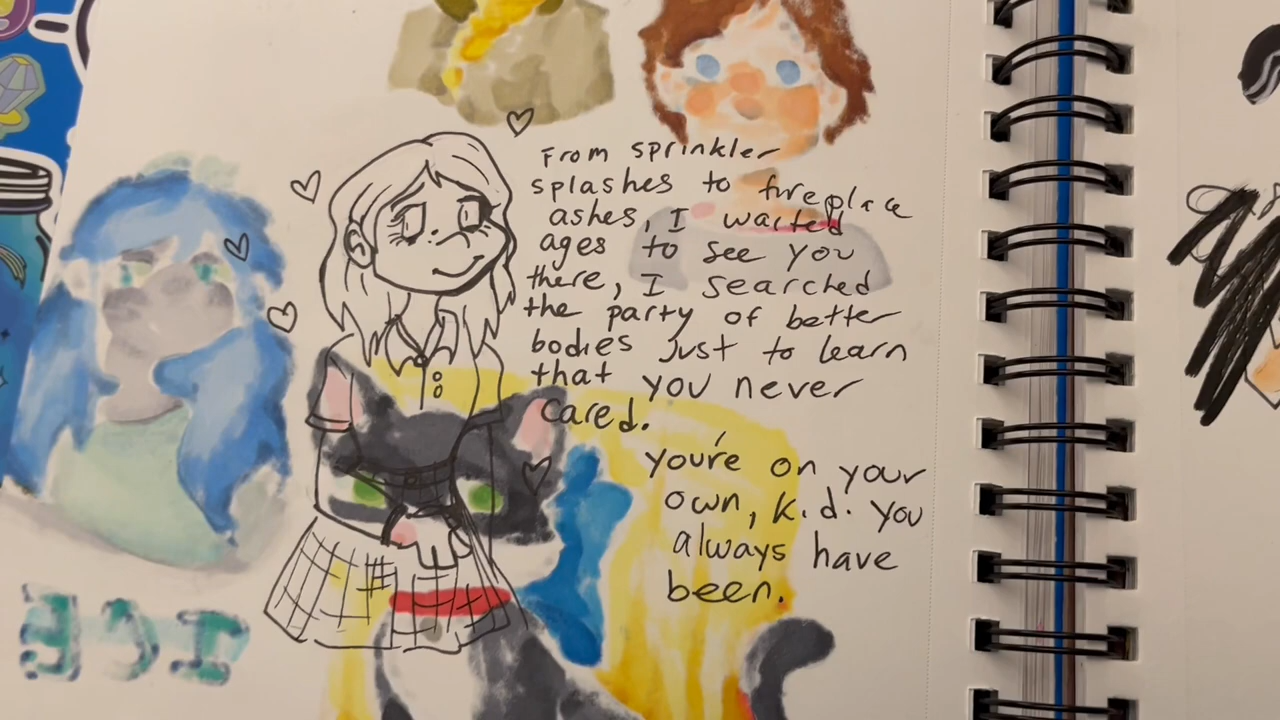 From sprinkler
splashes to fireplace
ashes, I waited
ages to see you
there, I searched
the party of better
bodies Just to learn
that you never
cared.
you're on your
own, k.d. you
always have
been.